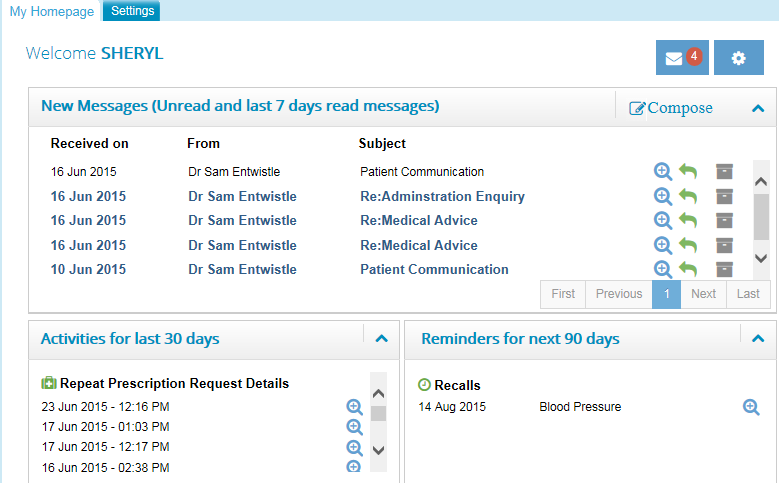 My Homepage Settings
Welcome SHERYL
4
New Messages (Unread and last 7 days read messages) Compose
Received on From Subject
16 Jun 2015 Dr Sam Entwistle Patient Communication
16 Jun 2015 Dr Sam Entwistle Re:Adminstration Enquiry
16 Jun 2015 Dr Sam Entwistle Re:Medical Advice
16 Jun 2015 Dr Sam Entwistle Re:Medical Advice
10 Jun 2015 Dr Sam Entwistle Patient Communication
First Previous 1 Next Last
Activities for last 30 days
Repeat Prescription Request Details
23 Jun 2015 - 12:16 PM
17 Jun 2015 - 01:03 PM
17 Jun 2015 - 12:17 PM
16 Jun 2015 - 02:38 PM
Reminders for next 90 days
Recalls
14 Aug 2015 Blood Pressure